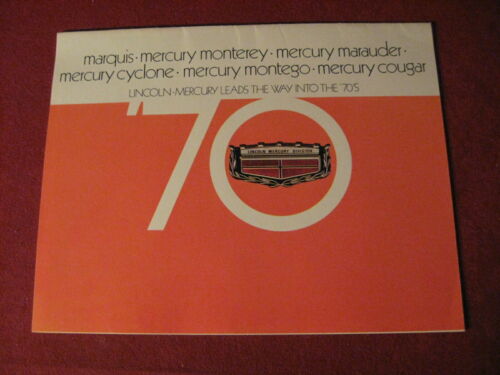 marquis · mercury monterey · mercury marauder ·
mercury cyclone · mercury montego · mercury cougar
LINCOLN-MERCURY LEADS THE WAY INTO THE '70'S
'70
LINCOLN MERCURY DIVISION